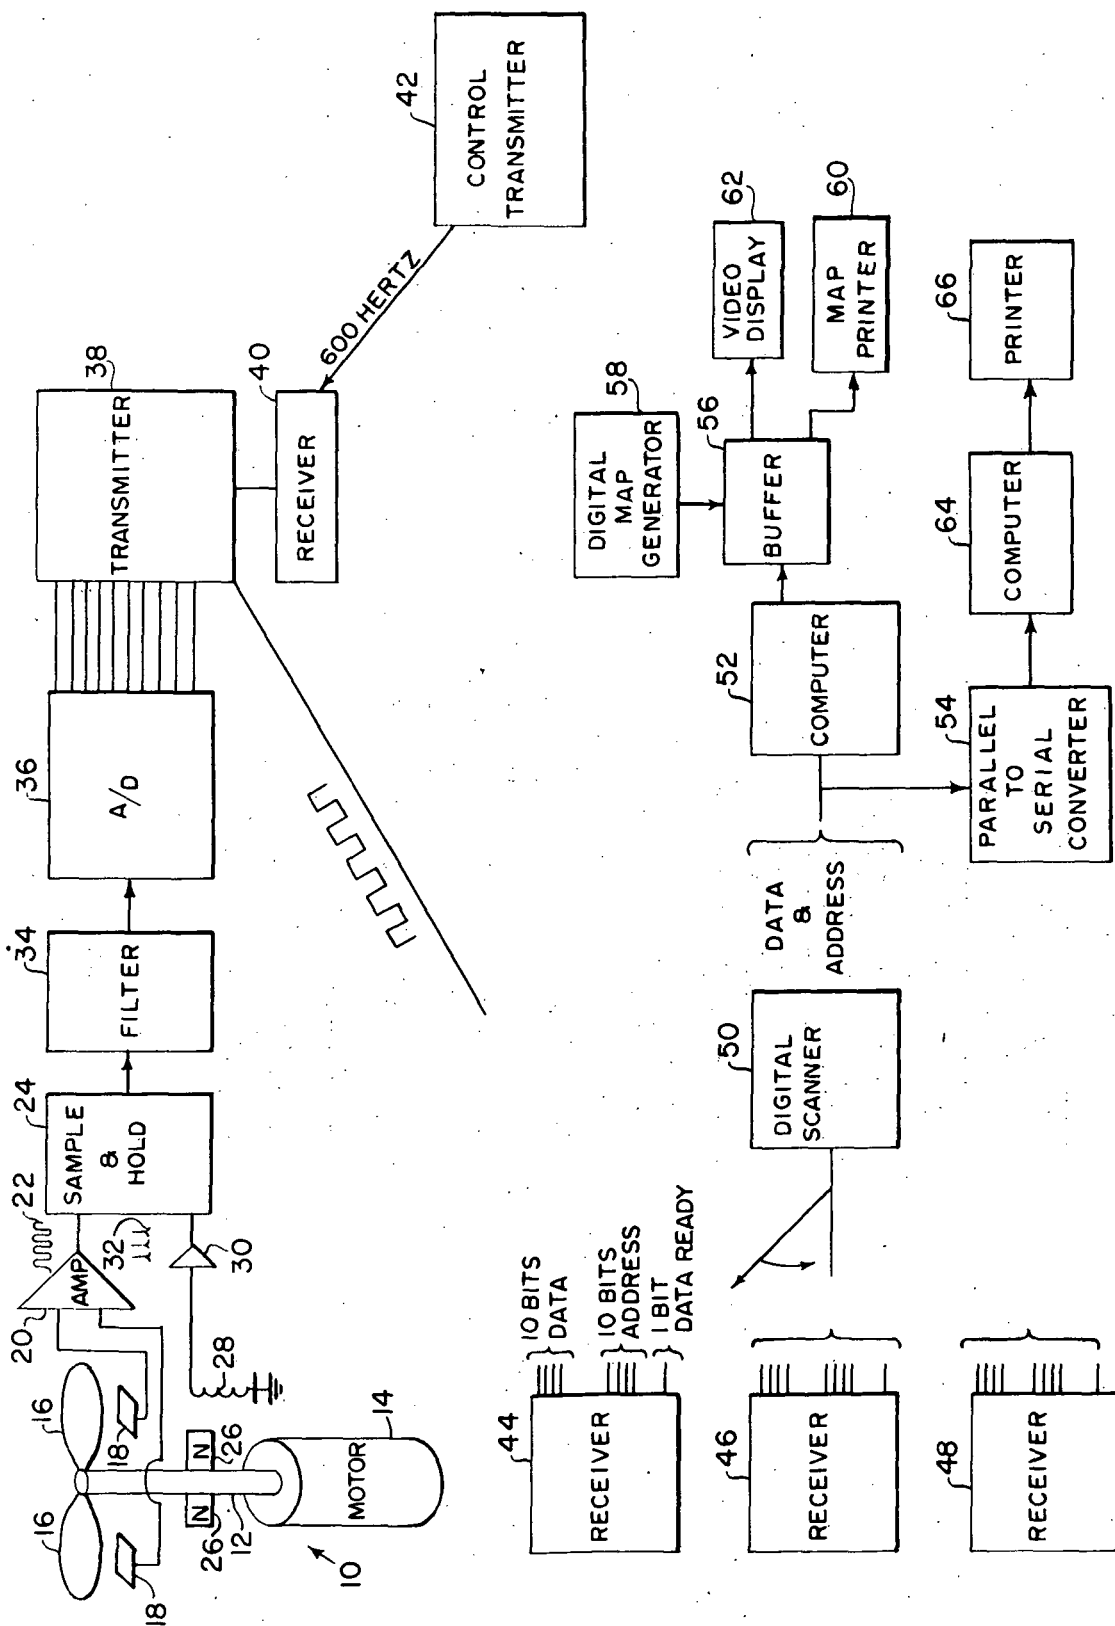 16
16
18
18
20
AMP
22
SAMPLE
&
HOLD
24
32
30
28
N
N
26
26
12
MOTOR
14
10
FILTER
34
A/D
36
TRANSMITTER
38
RECEIVER
40
600 HERTZ
CONTROL
TRANSMITTER
42
RECEIVER
44
10 BITS
DATA
10 BITS
ADDRESS
1 BIT
DATA READY
RECEIVER
46
RECEIVER
48
DIGITAL
SCANNER
50
DATA
&
ADDRESS
COMPUTER
52
PARALLEL
TO
SERIAL
CONVERTER
54
BUFFER
56
DIGITAL
MAP
GENERATOR
58
VIDEO
DISPLAY
62
MAP
PRINTER
60
COMPUTER
64
PRINTER
66